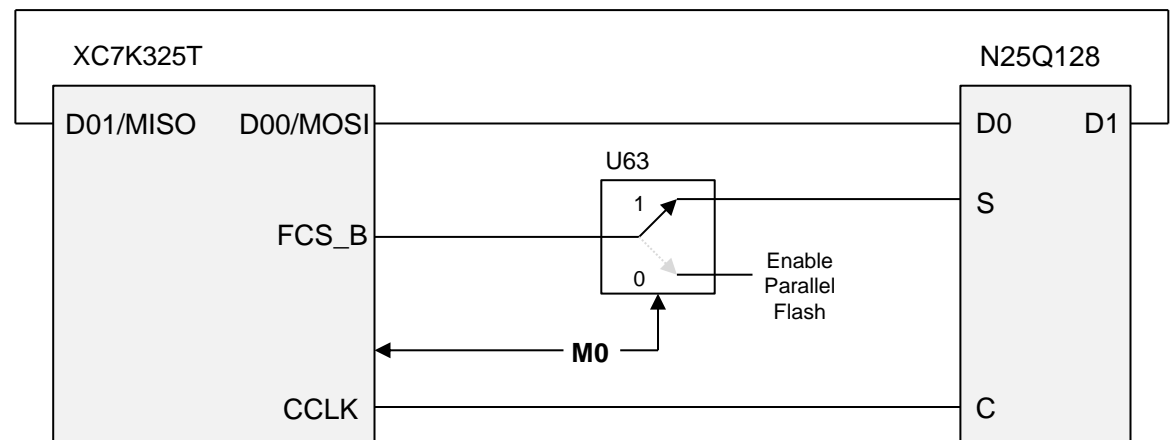 XC7K325T
N25Q128
D01/MISO
D00/MOSI
D0
D1
U63
1
S
FCS_B
0
Enable
Parallel
Flash
M0
CCLK
C